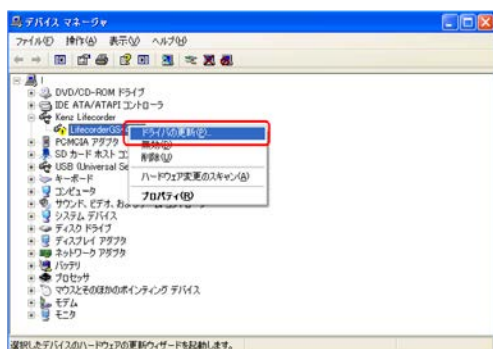 デバイス マネージャ
ファイル(F) 操作(A) 表示(V) ヘルプ(H)
DVD/CD-ROM ドライブ
IDE ATA/ATAPI コントローラ
Kenz Lifecorder
LifecorderGS
ドライバの更新(P)...
PCMCIA アダプタ
無効(D)
SD カード ホスト コ
削除(U)
USB (Universal Se
キーボード
ハードウェア変更のスキャン(A)
コンピュータ
サウンド、ビデオ、お
プロパティ(R)
システム デバイス
ディスク ドライブ
ディスプレイ アダプタ
ネットワーク アダプタ
バッテリ
プロセッサ
マウスとそのほかのポインティング デバイス
モデム
モニタ
選択したデバイスのハードウェアの更新ウィザードを起動します。